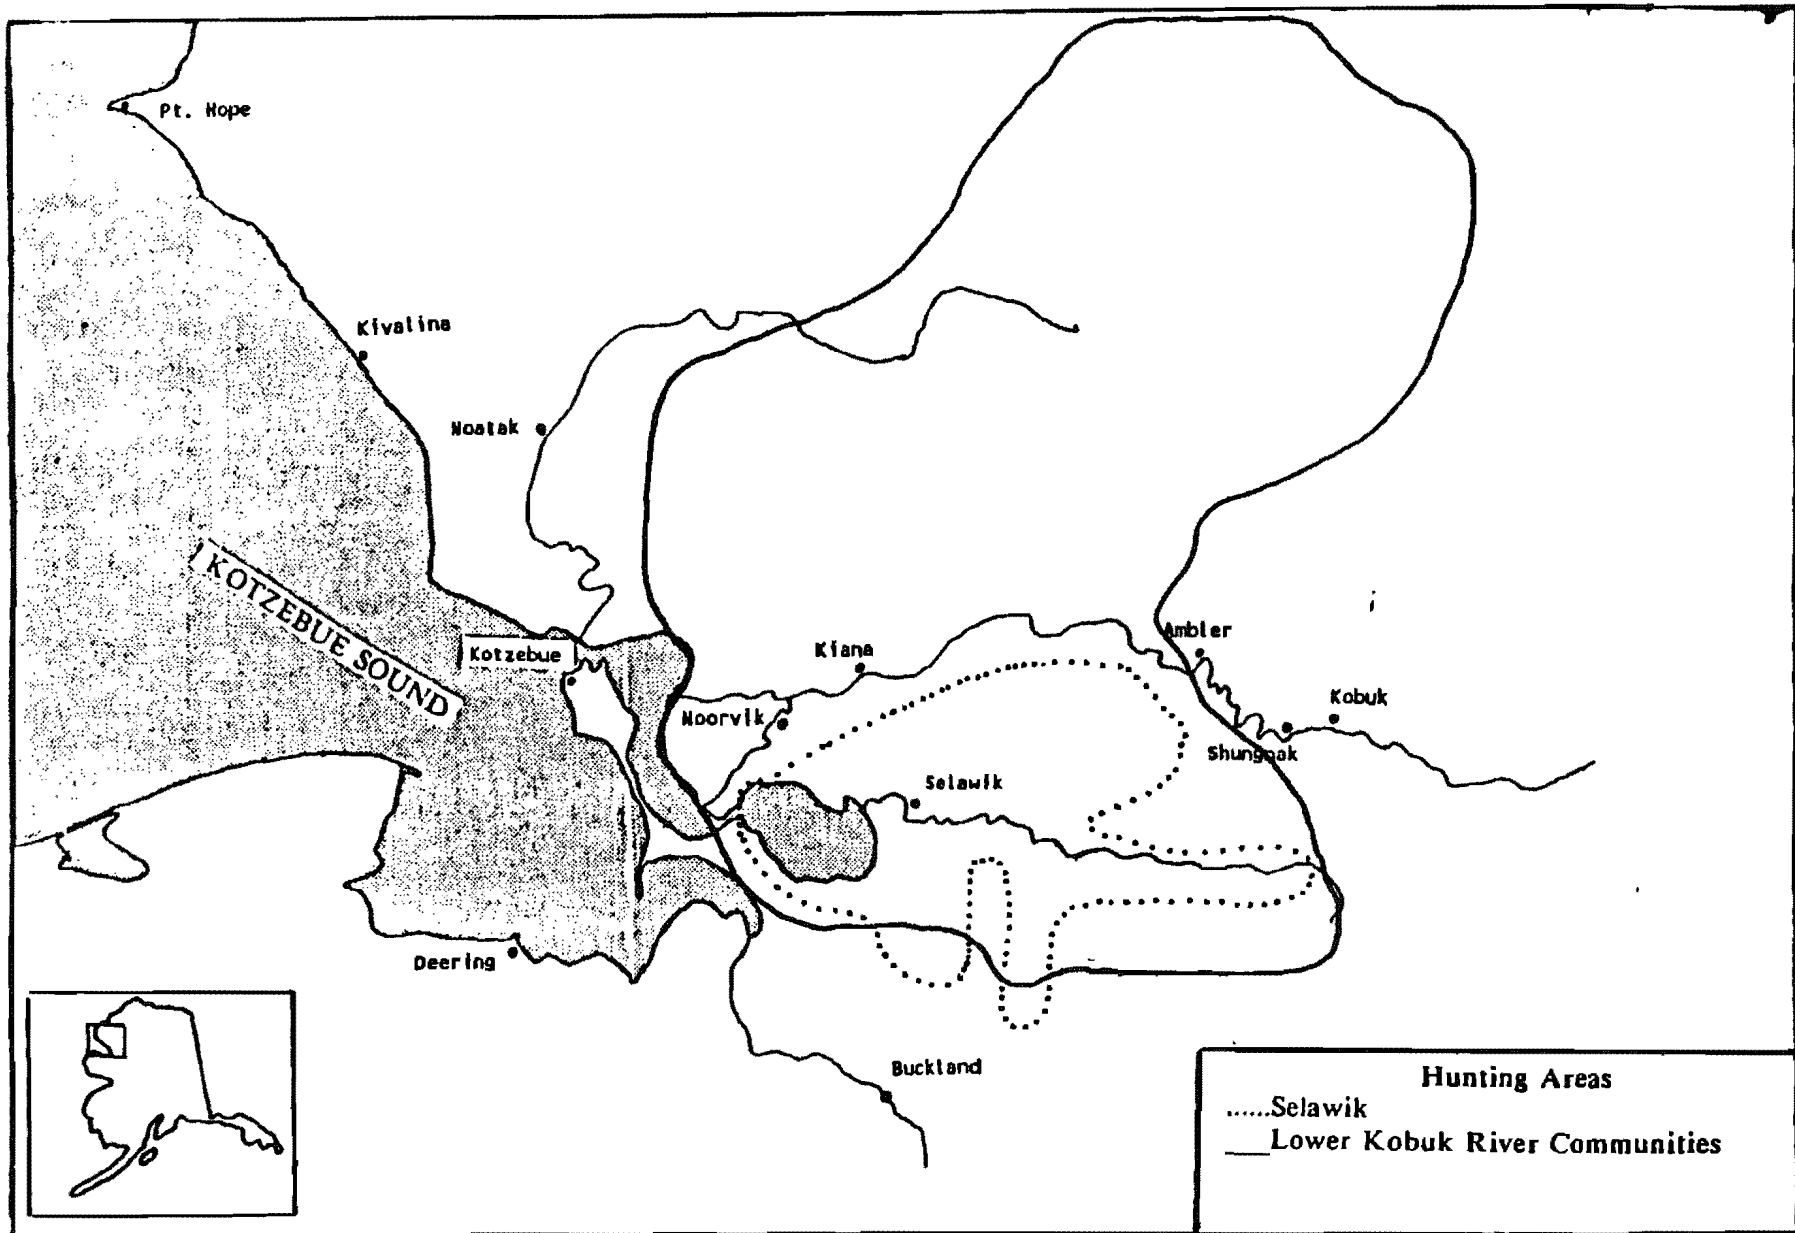 Pt. Hope
Kivalina
Noatak
KOTZEBUE SOUND
Kotzebue
Kiana
Ambler
Noorvik
Kobuk
Shungnak
Selawik
Deering
Buckland
Hunting Areas
......Selawik
___Lower Kobuk River Communities